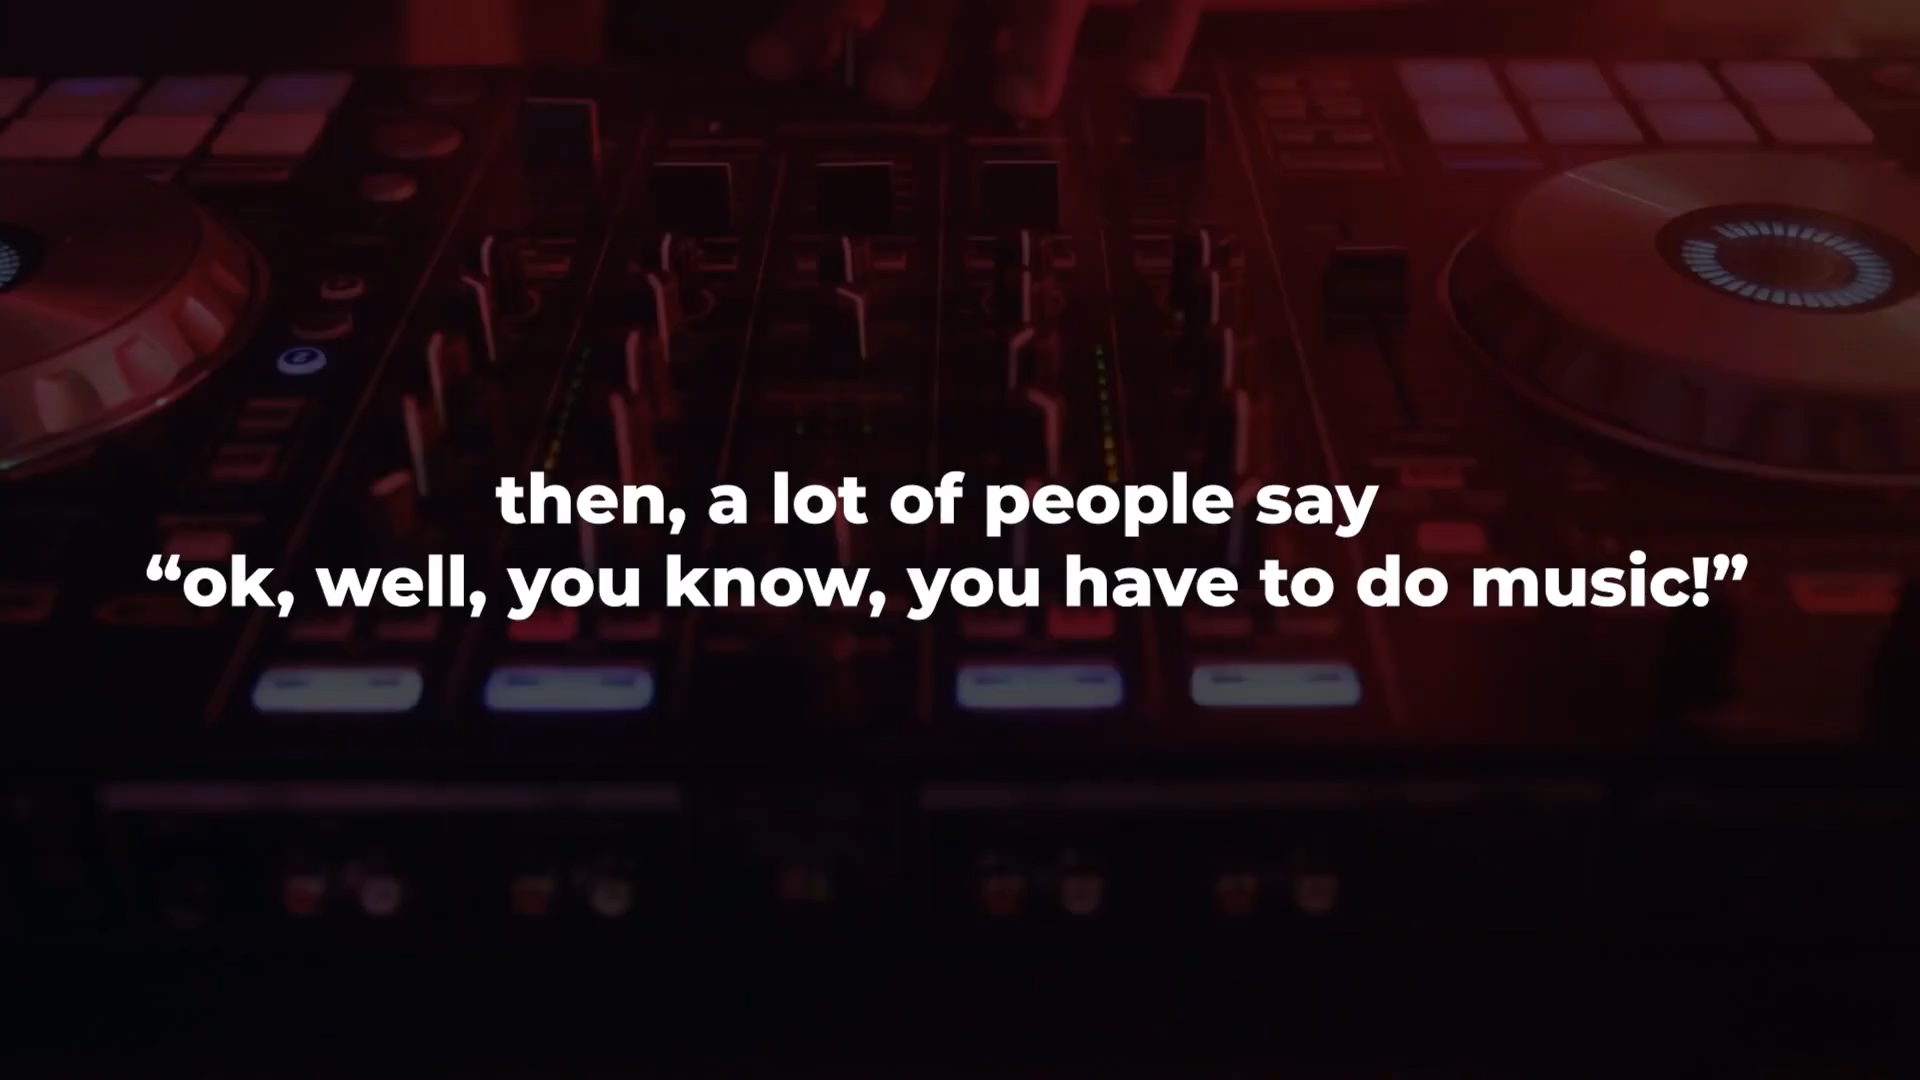 then, a lot of people say
“ok, well, you know, you have to do music!”